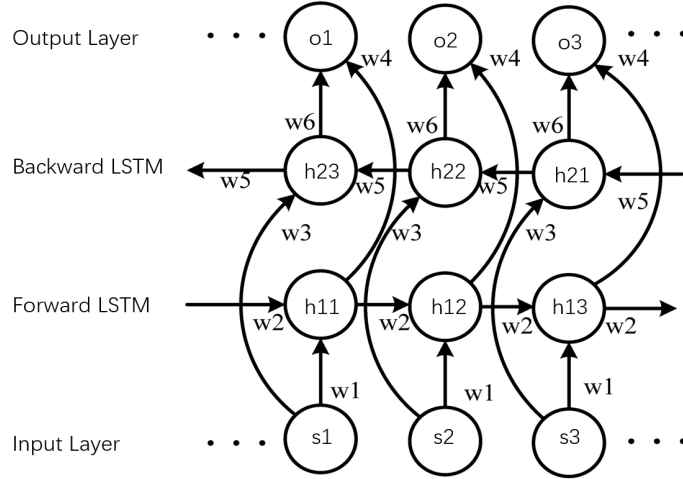 Output Layer · · · o1 o2 o3 · · ·
w4 w4 w4
w6 w6 w6
Backward LSTM h23 h22 h21
w5 w5 w5 w5
w3 w3 w3
Forward LSTM h11 h12 h13
w2 w2 w2 w2
w1 w1 w1
Input Layer · · · s1 s2 s3 · · ·